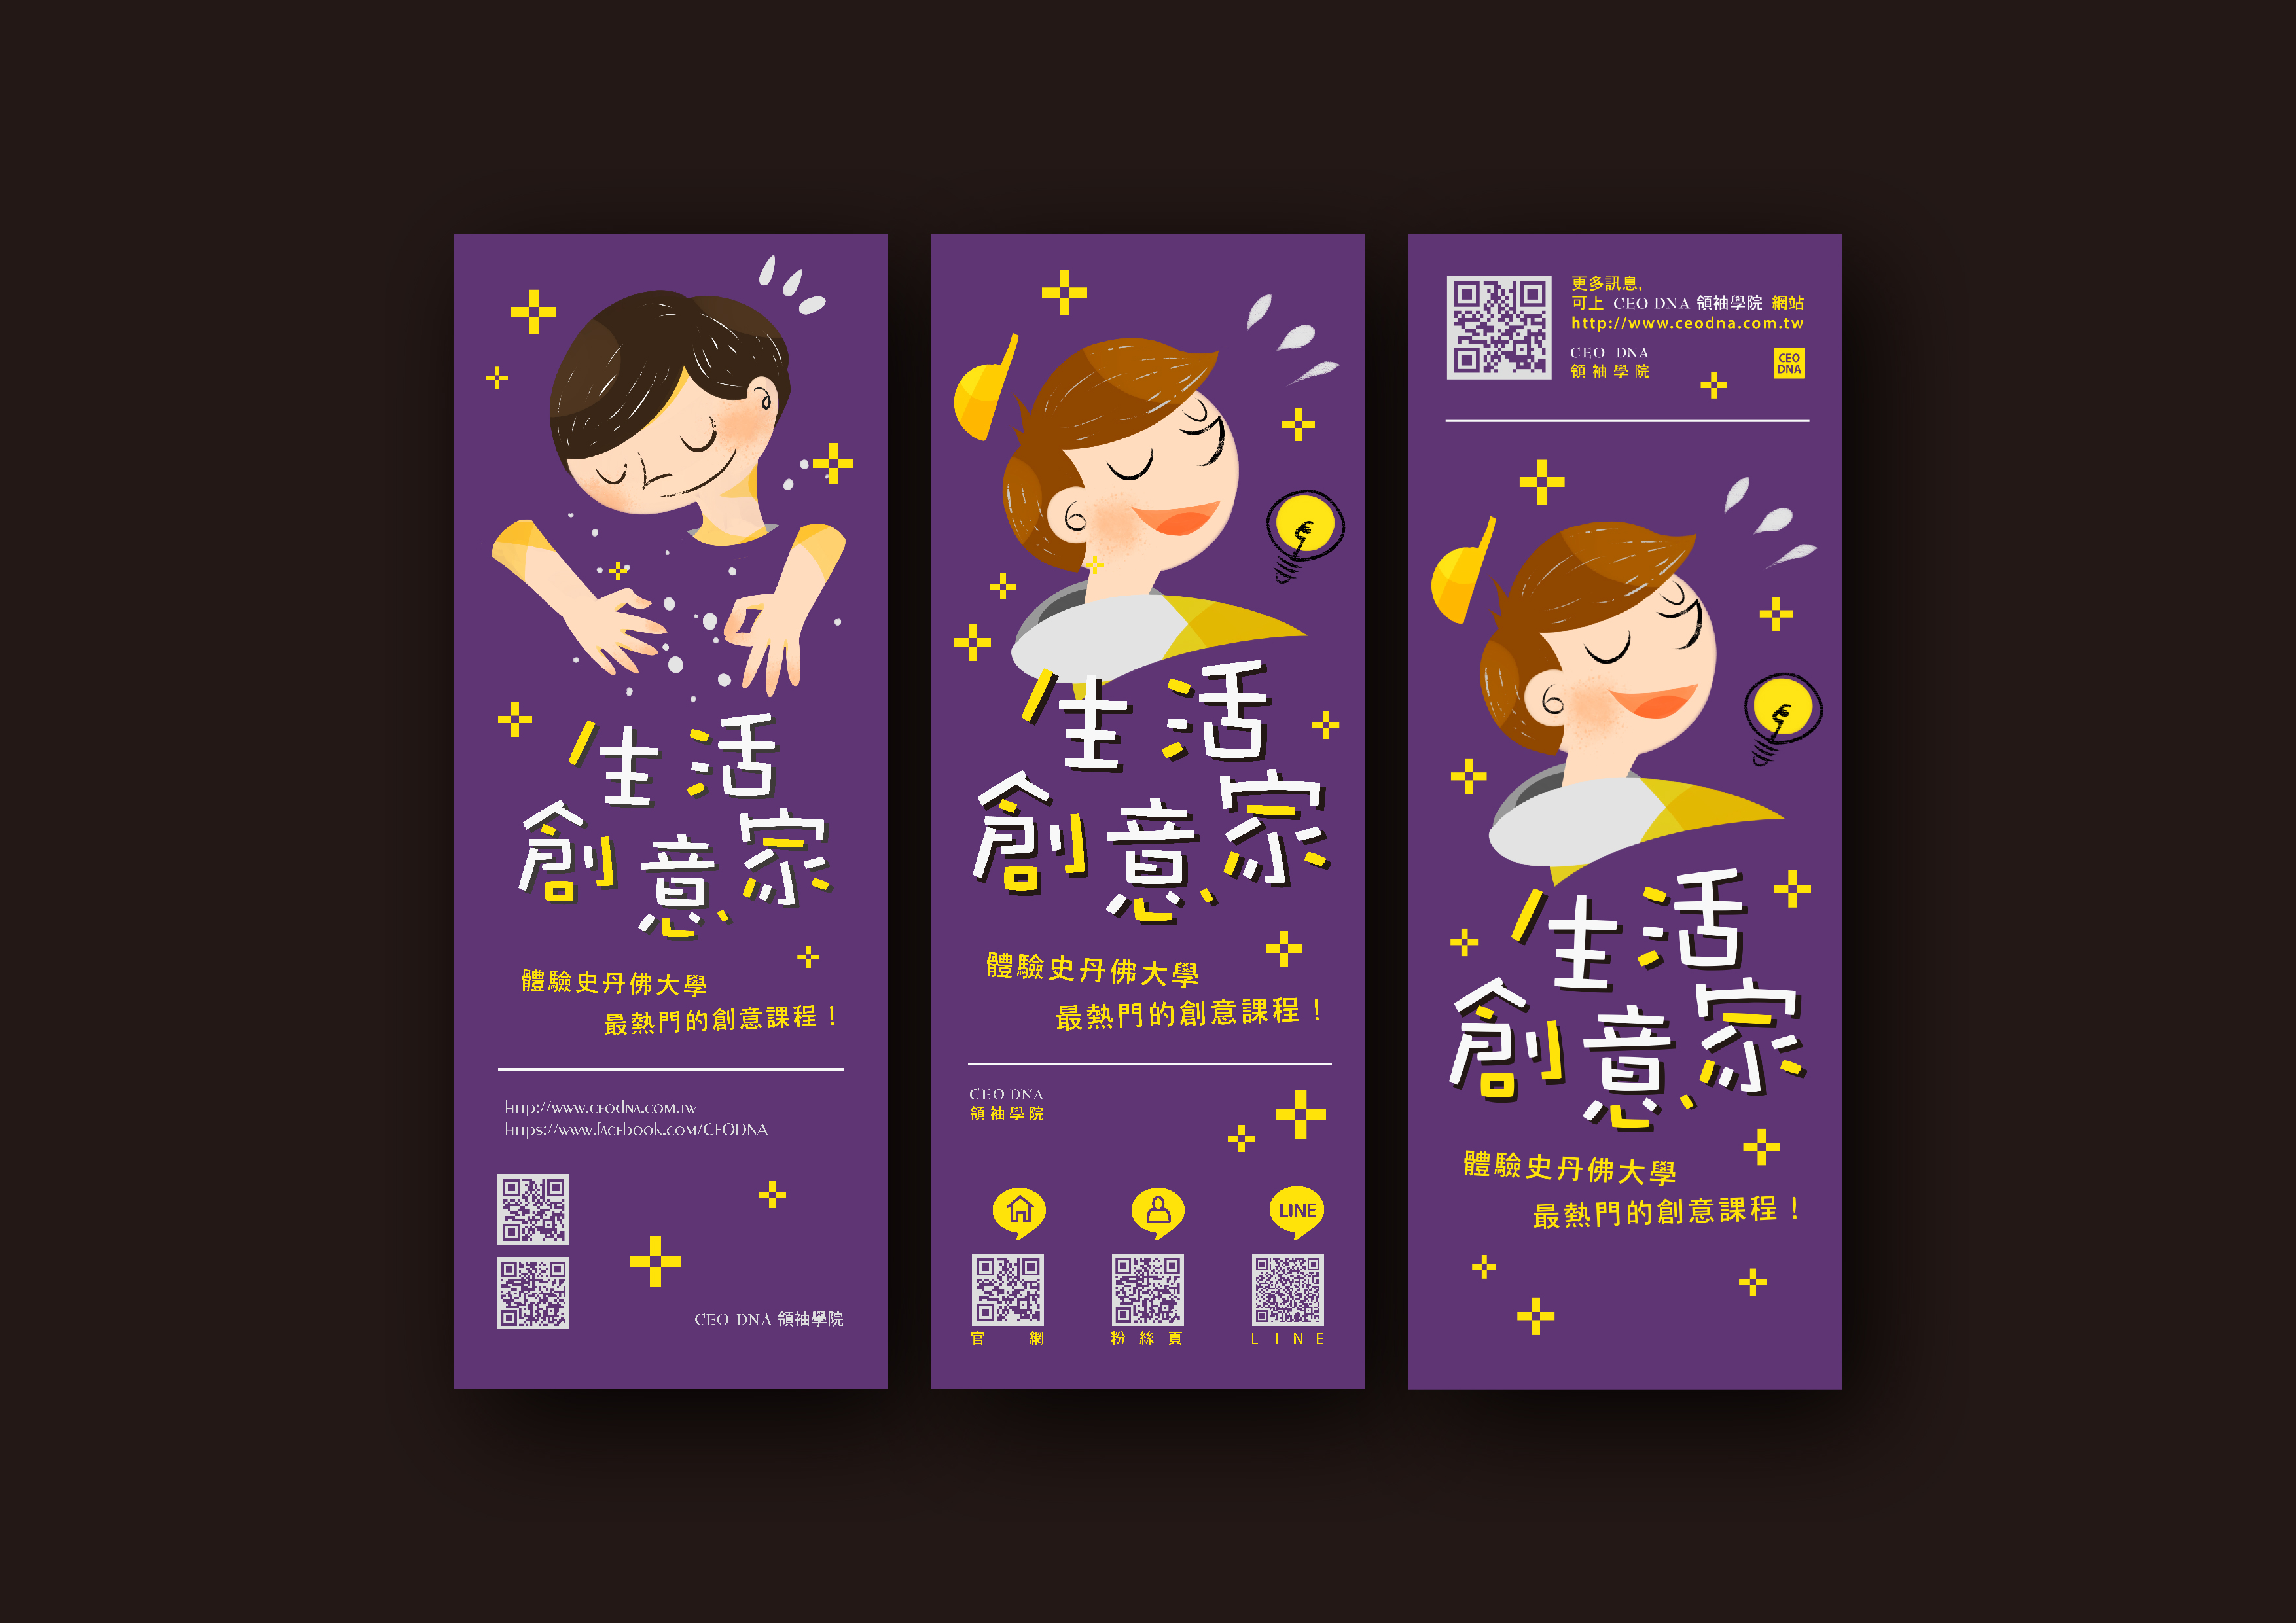 生活
創意家
體驗史丹佛大學
最熱門的創意課程！
http://www.ceodna.com.tw
https://www.facebook.com/CEODNA
CEO DNA 領袖學院
生活
創意家
體驗史丹佛大學
最熱門的創意課程！
CEO DNA
領袖學院
LINE
官網
粉絲頁
LINE
更多訊息,
可上 CEO DNA 領袖學院 網站
http://www.ceodna.com.tw
CEO DNA
領袖學院
CEO
DNA
生活
創意家
體驗史丹佛大學
最熱門的創意課程！